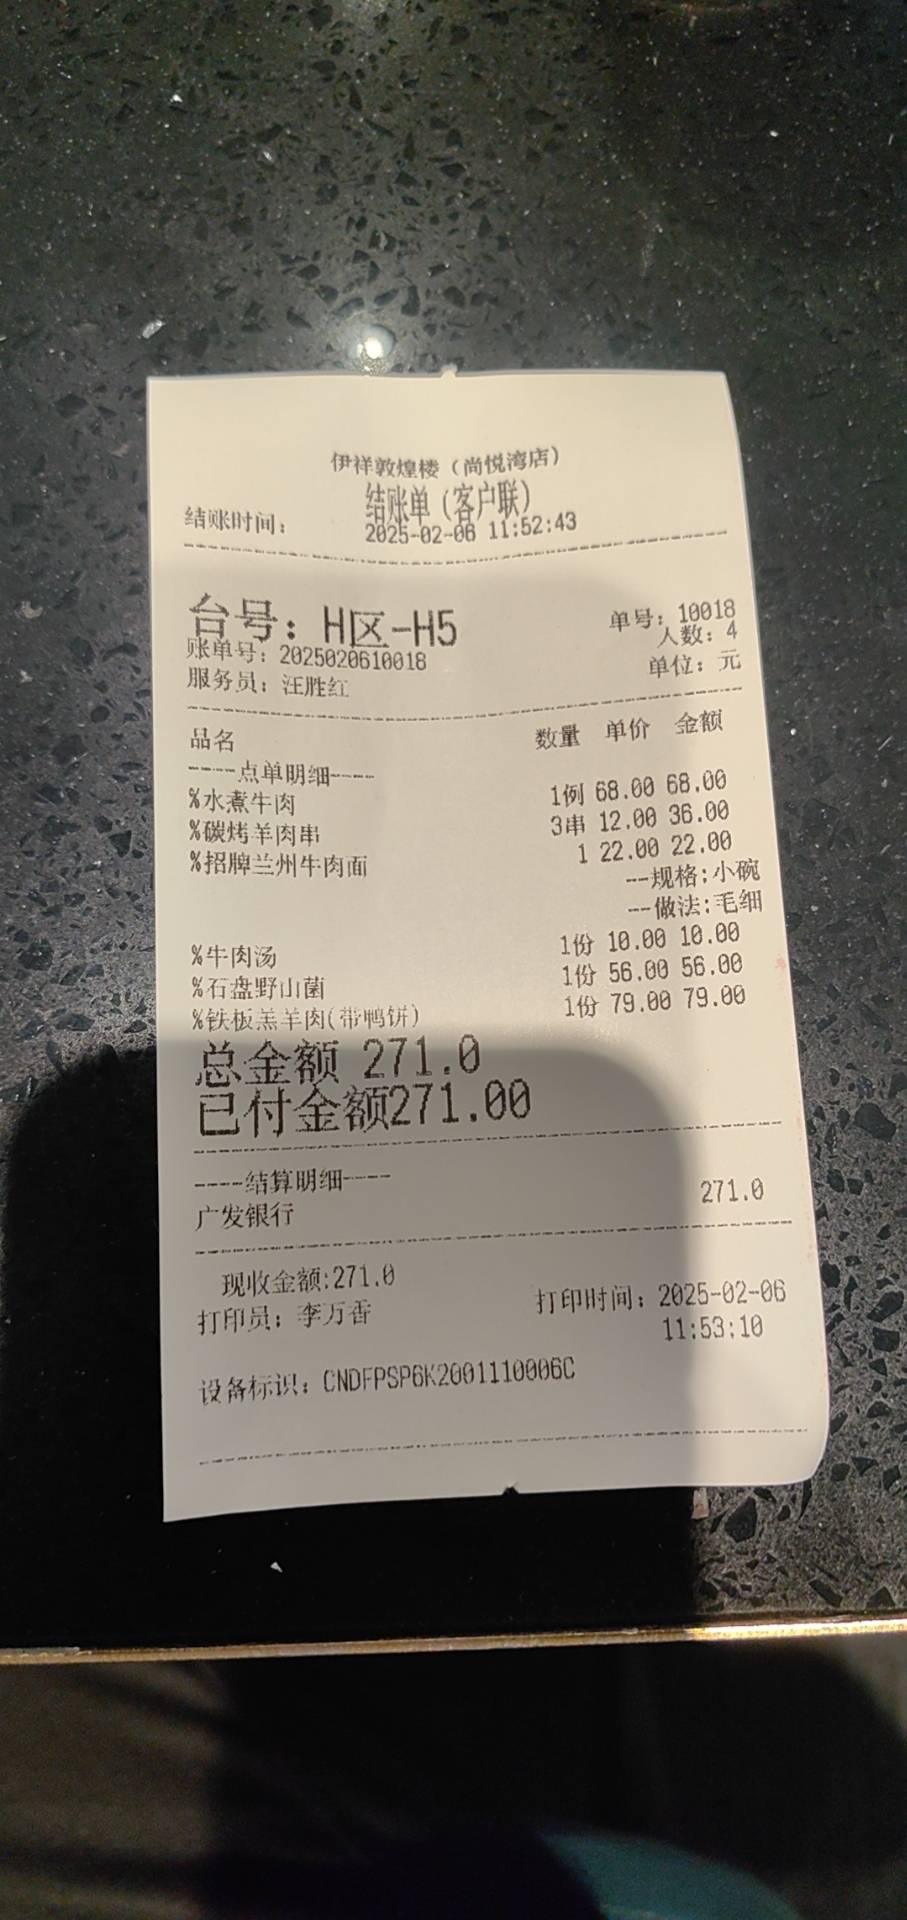 伊祥敦煌楼（尚悦湾店）
结账单（客户联）
结账时间： 2025-02-06 11:52:43
台号：H区-H5 单号：10018
人数：4
账单号：2025020610018
单位：元
服务员：汪胜红
品名 数量 单价 金额
----点单明细----
%水煮牛肉 1例 68.00 68.00
%碳烤羊肉串 3串 12.00 36.00
%招牌兰州牛肉面 1 22.00 22.00
--规格:小碗
--做法:毛细
%牛肉汤 1份 10.00 10.00
%石盘野山菌 1份 56.00 56.00
%铁板羔羊肉(带鸭饼) 1份 79.00 79.00
总金额 271.0
已付金额271.00
----结算明细----
广发银行 271.0
现收金额:271.0
打印员：李万香 打印时间：2025-02-06
11:53:10
设备标识：CNDFPSP6K2001110006C